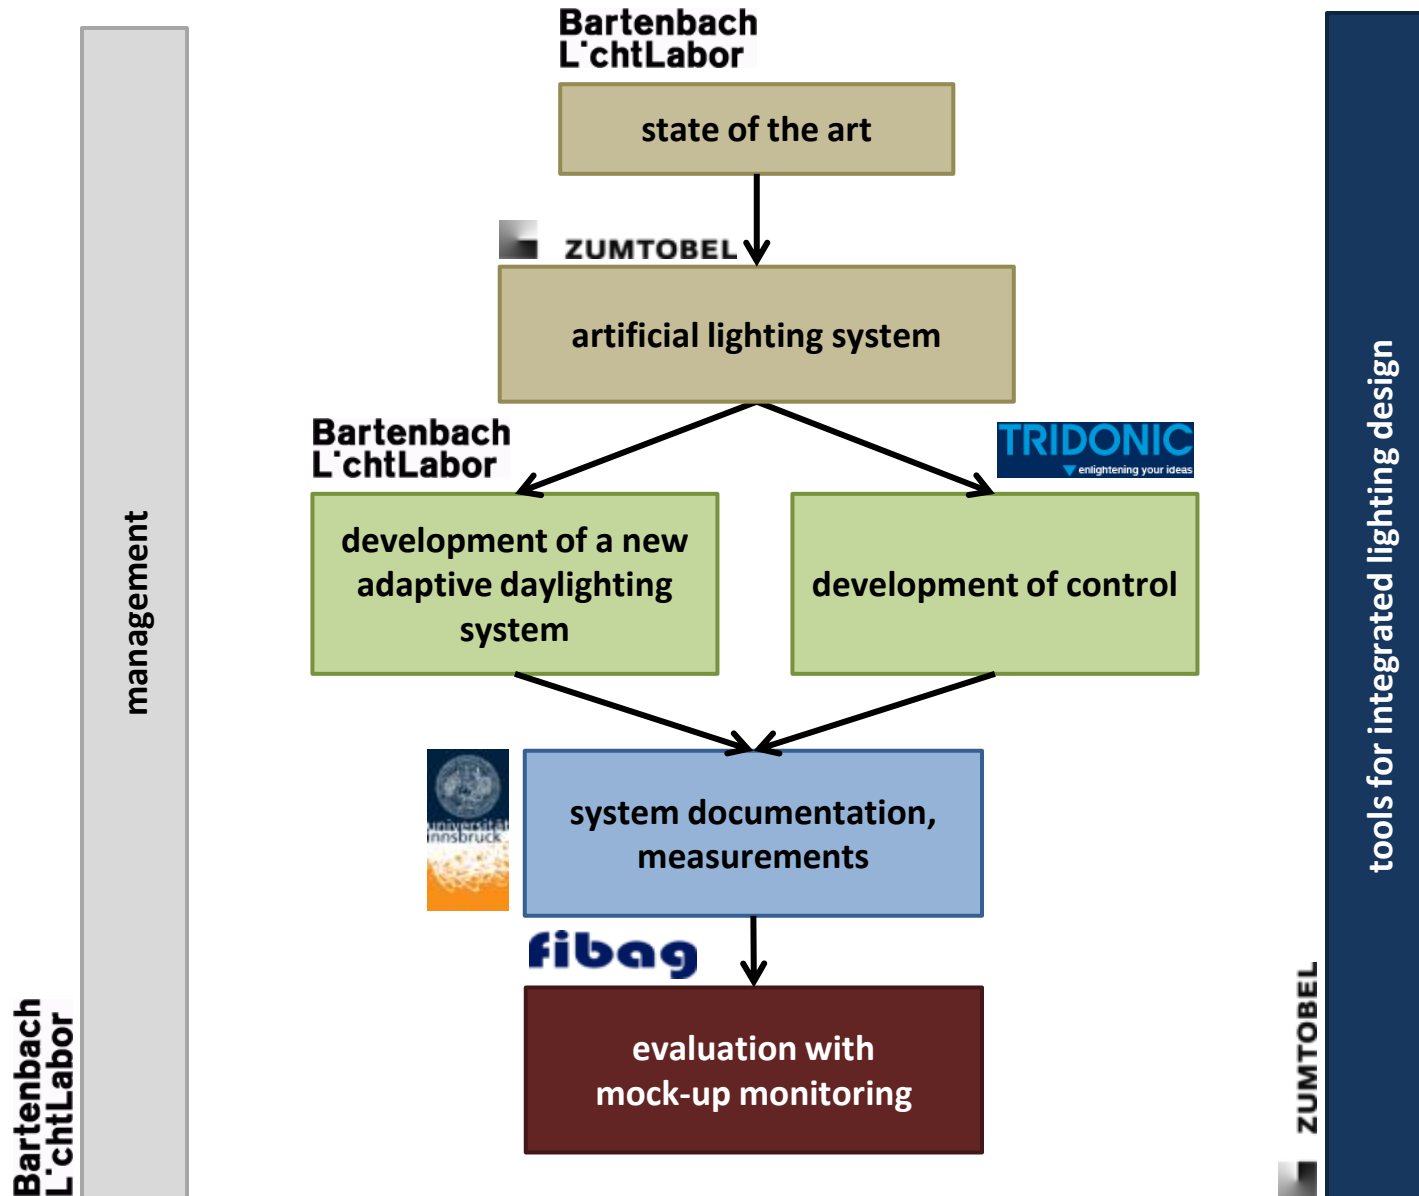 Bartenbach
L'chtLabor
state of the art
ZUMTOBEL
artificial lighting system
Bartenbach
L'chtLabor
TRIDONIC
enlightening your ideas
development of a new
adaptive daylighting
system
development of control
universität
innsbruck
system documentation,
measurements
fibag
evaluation with
mock-up monitoring
management
Bartenbach
L'chtLabor
tools for integrated lighting design
ZUMTOBEL